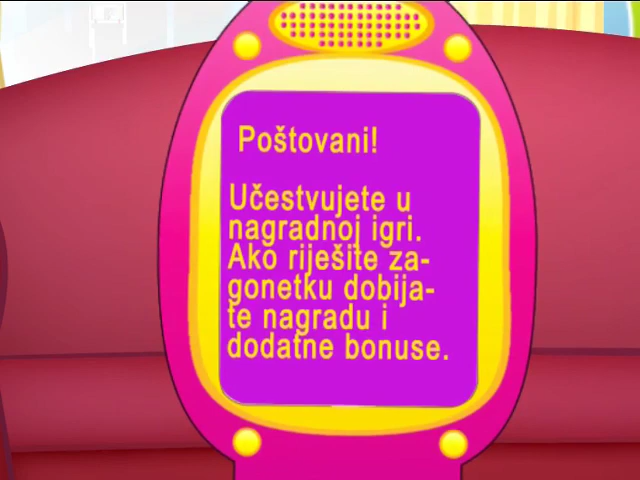 Poštovani!
Učestvujete u
nagradnoj igri.
Ako riješite za-
gonetku dobija-
te nagradu i
dodatne bonuse.